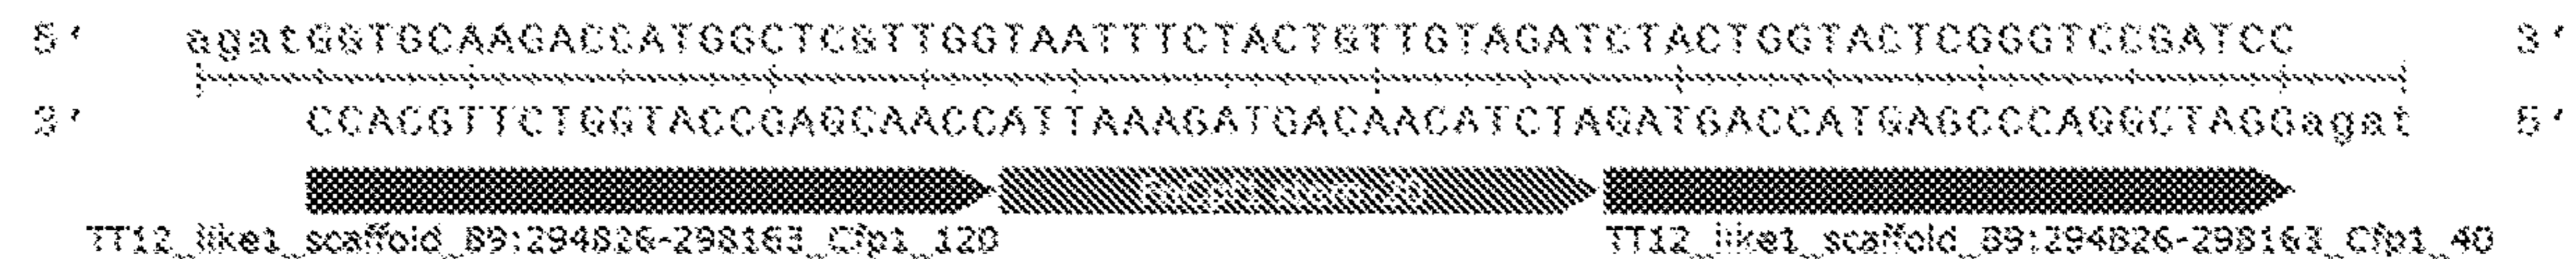 5' agatGGTGCAAGACCATGGCTCGTTGGTAATTTCTACTGTTGTAGATCTACTGGTACTCGGGTCCGATCC 3'
3' CCACGTTCTGGTACCGAGCAACCATTAAAGATGACAACATCTAGATGACCATGAGCCCAGGCTAGGagat 5'
TT12_like1_scaffold_89:294826-298163_Cfp1_120 TT12_like1_scaffold_89:294826-298163_Cfp1_40